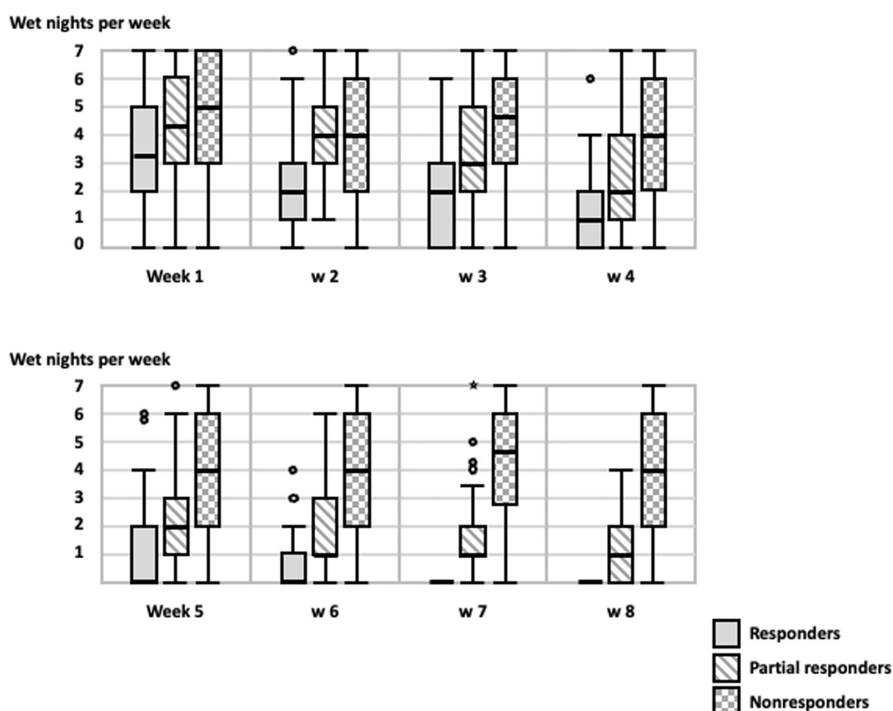 Wet nights per week
7
6
5
4
3
2
1
0
Week 1 w 2 w 3 w 4
Wet nights per week
7
6
5
4
3
2
1
Week 5 w 6 w 7 w 8
Responders
Partial responders
Nonresponders